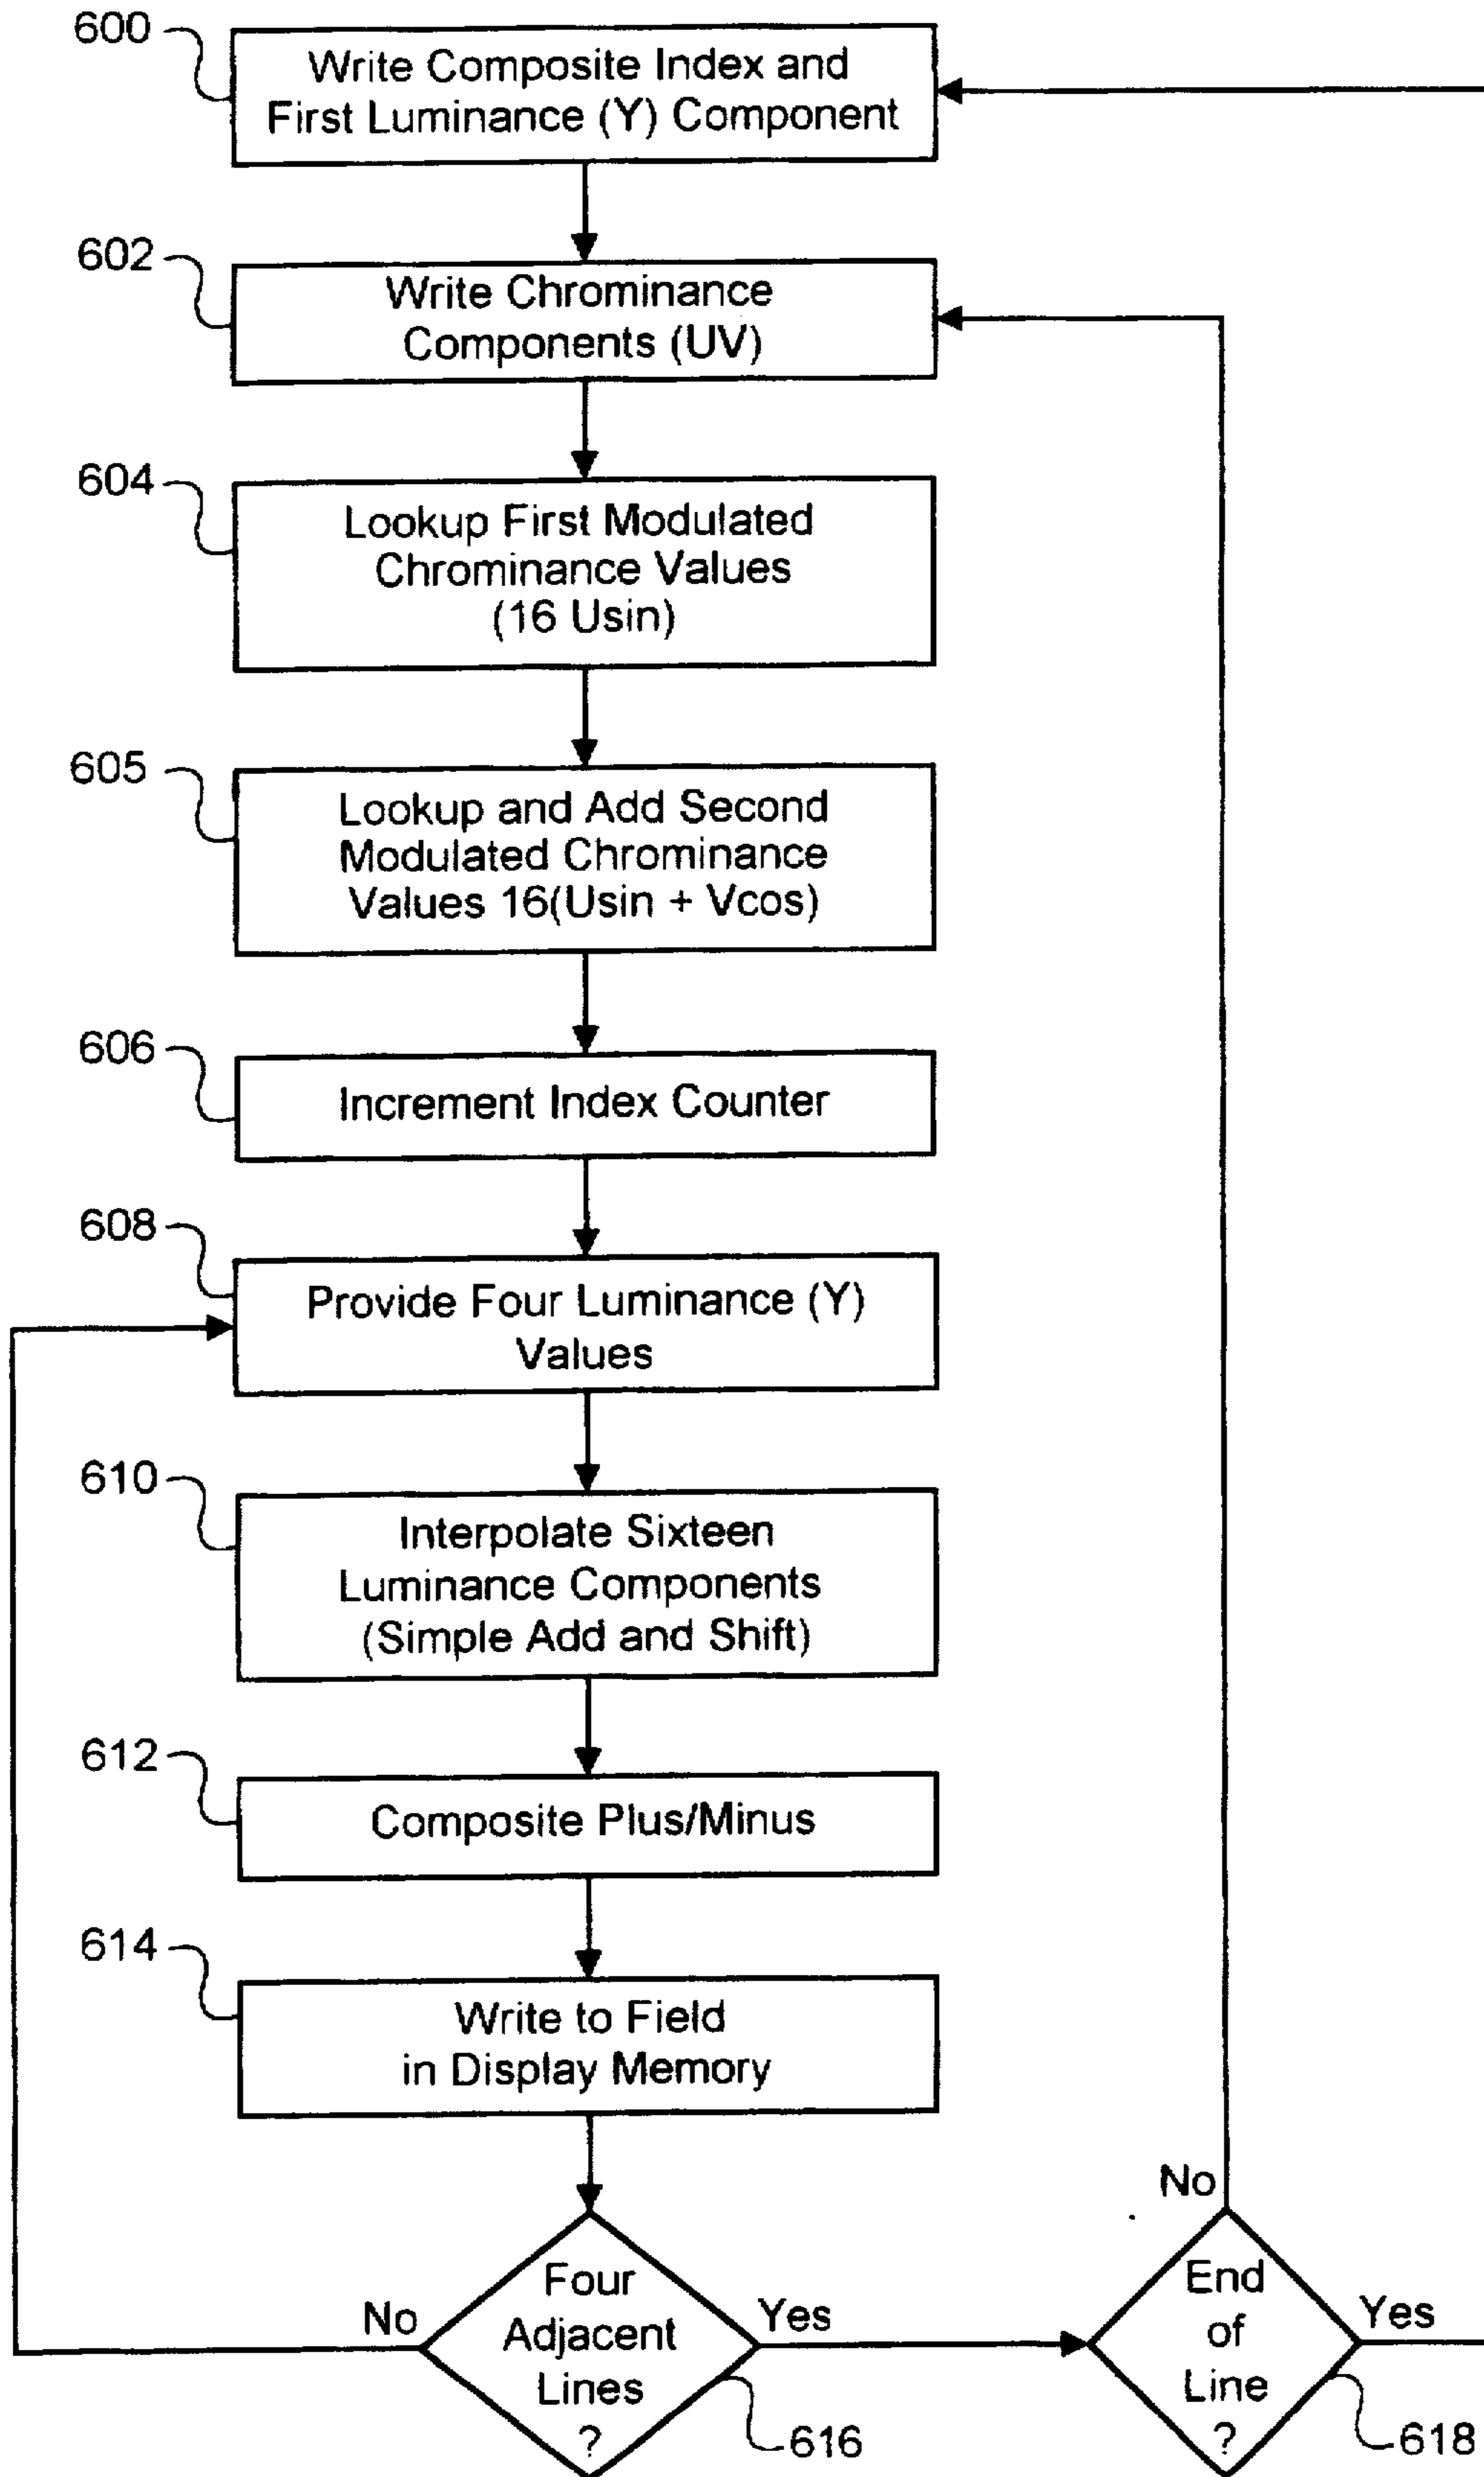 600
Write Composite Index and
First Luminance (Y) Component
602
Write Chrominance
Components (UV)
604
Lookup First Modulated
Chrominance Values
(16 Usin)
605
Lookup and Add Second
Modulated Chrominance
Values 16(Usin + Vcos)
606
Increment Index Counter
608
Provide Four Luminance (Y)
Values
610
Interpolate Sixteen
Luminance Components
(Simple Add and Shift)
612
Composite Plus/Minus
614
Write to Field
in Display Memory
No
Four
Adjacent
Lines
?
Yes
616
No
End
of
Line
?
Yes
618